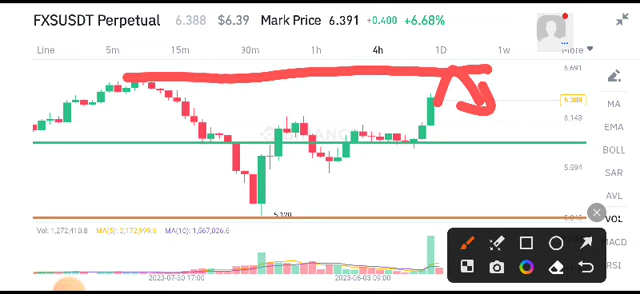 FXSUSDT Perpetual 6.388 $6.39 Mark Price 6.391 +0.400 +6.68%
Line 5m 15m 30m 1h 4h 1D 1w More
6.691
6.388
6.143
5.594
5.120
MA
EMA
BOLL
SAR
AVL
VOL
MACD
RSI
Vol: 1,272,410.8 MA(5): 2,172,999.6 MA(10): 1,667,026.6
2023-07-30 17:00 2023-08-03 09:00